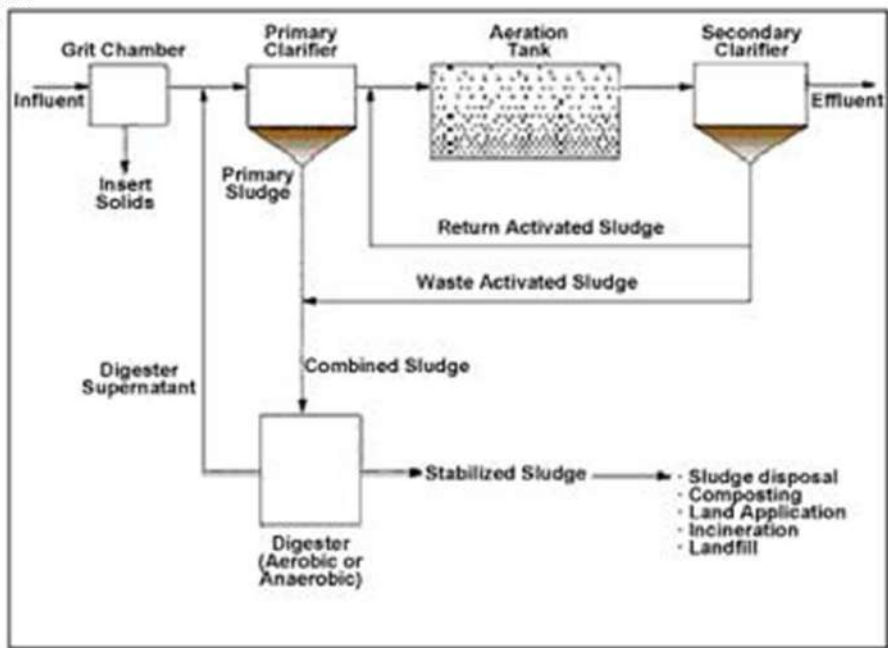 Grit Chamber
Primary
Clarifier
Aeration
Tank
Secondary
Clarifier
Influent
Effluent
Insert
Solids
Primary
Sludge
Return Activated Sludge
Waste Activated Sludge
Digester
Supernatant
Combined Sludge
Stabilized Sludge
· Sludge disposal
· Composting
· Land Application
· Incineration
· Landfill
Digester
(Aerobic or
Anaerobic)